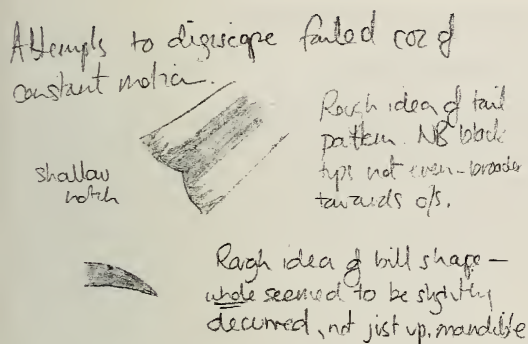 Attempts to digiscope failed coz of
constant motion.
Rough idea of tail
pattern. NB black
tips not even - broader
towards o/s.
shallow
notch
Rough idea of bill shape -
whole seemed to be slightly
decurved, not jist up. mandible